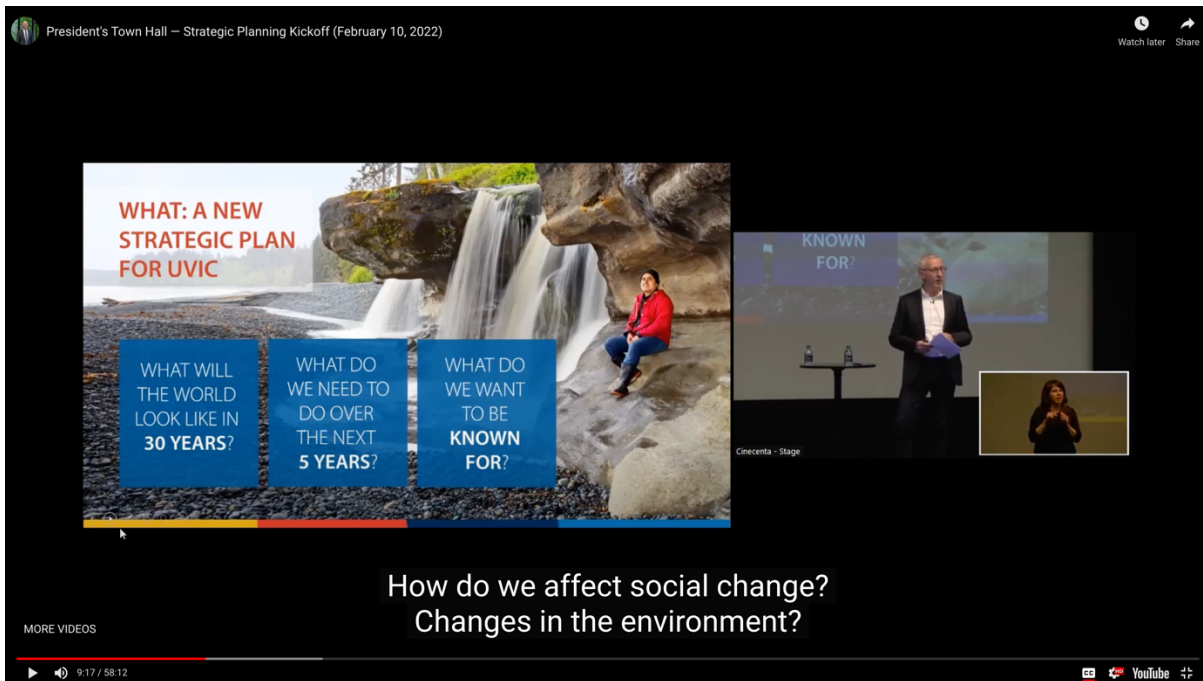 President's Town Hall — Strategic Planning Kickoff (February 10, 2022)
Watch later
Share
WHAT: A NEW
STRATEGIC PLAN
FOR UVIC
WHAT WILL
THE WORLD
LOOK LIKE IN
30 YEARS?
WHAT DO
WE NEED TO
DO OVER
THE NEXT
5 YEARS?
WHAT DO
WE WANT
TO BE
KNOWN
FOR?
KNOWN
FOR?
Cinecenta - Stage
How do we affect social change?
Changes in the environment?
MORE VIDEOS
9:17 / 58:12
CC
HD
YouTube